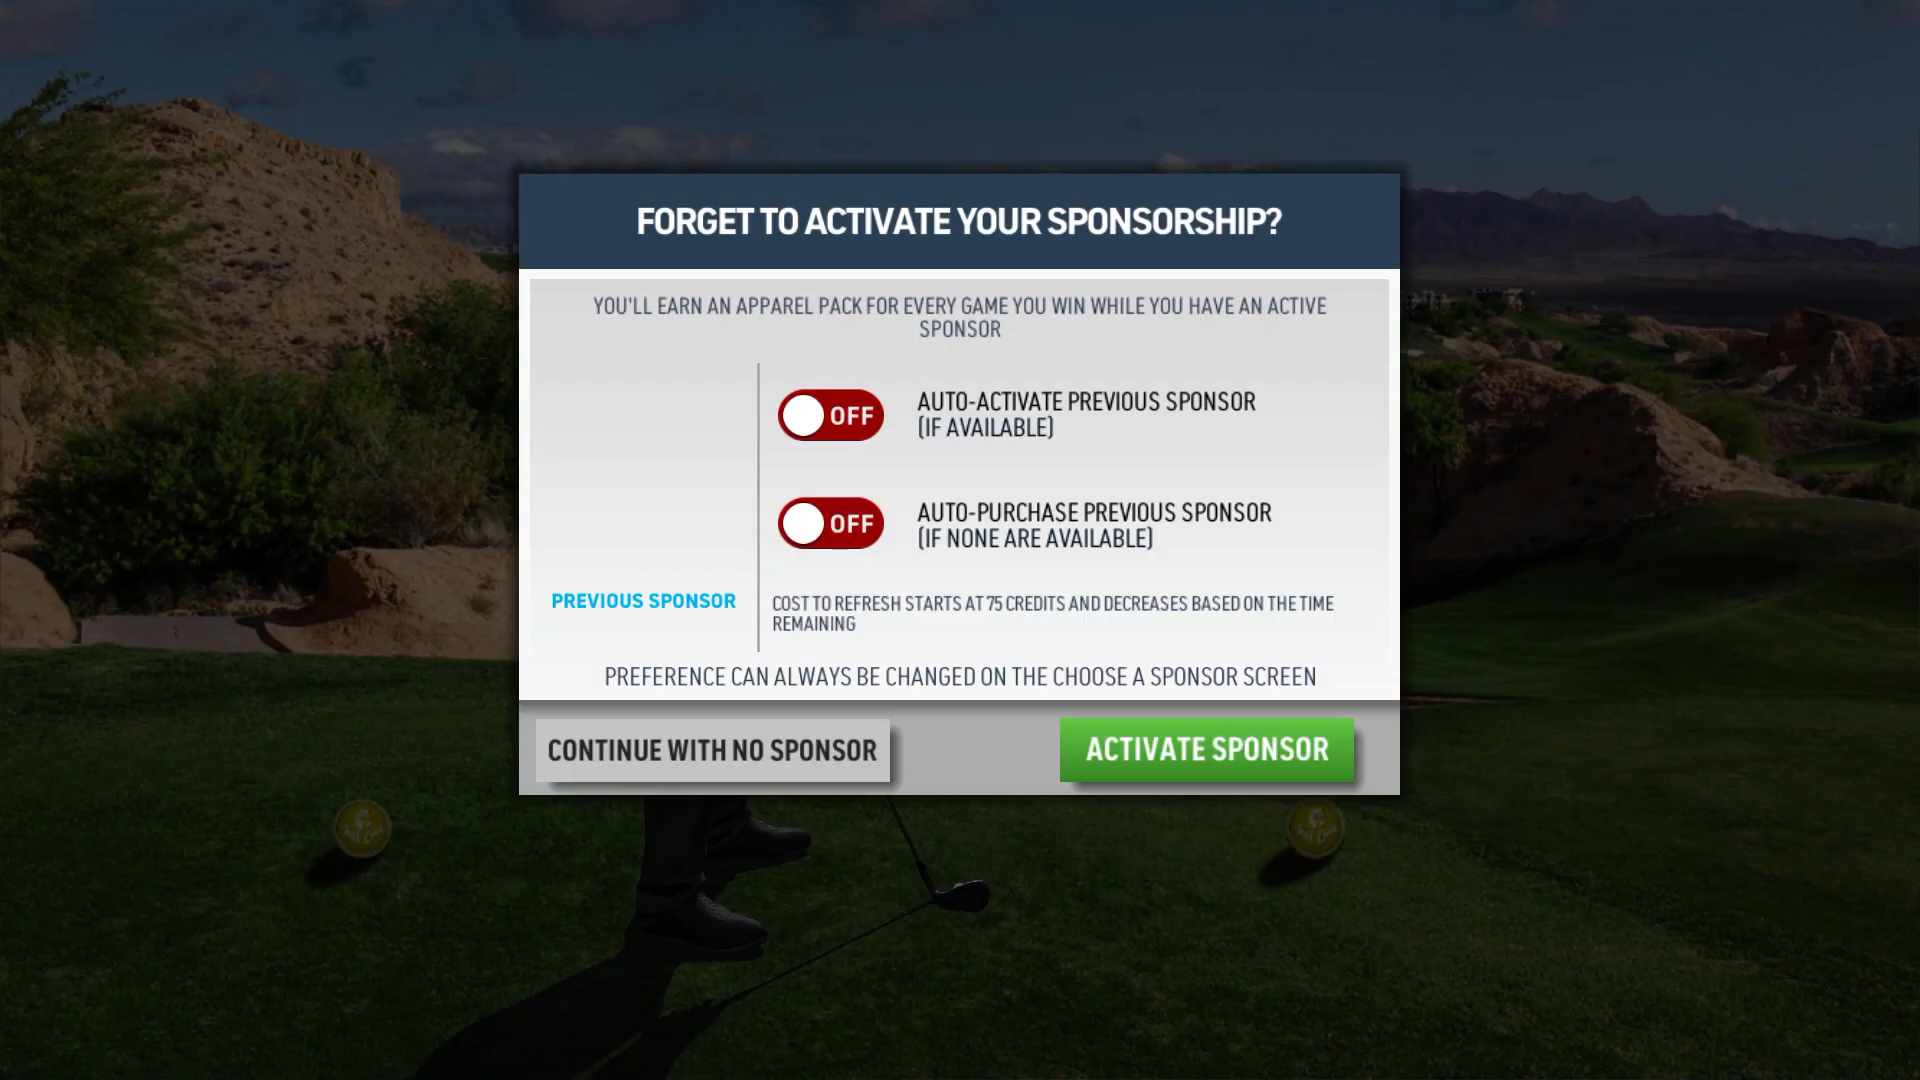 FORGET TO ACTIVATE YOUR SPONSORSHIP?
YOU'LL EARN AN APPAREL PACK FOR EVERY GAME YOU WIN WHILE YOU HAVE AN ACTIVE
SPONSOR
OFF
AUTO-ACTIVATE PREVIOUS SPONSOR
(IF AVAILABLE)
OFF
AUTO-PURCHASE PREVIOUS SPONSOR
(IF NONE ARE AVAILABLE)
PREVIOUS SPONSOR
COST TO REFRESH STARTS AT 75 CREDITS AND DECREASES BASED ON THE TIME
REMAINING
PREFERENCE CAN ALWAYS BE CHANGED ON THE CHOOSE A SPONSOR SCREEN
CONTINUE WITH NO SPONSOR
ACTIVATE SPONSOR